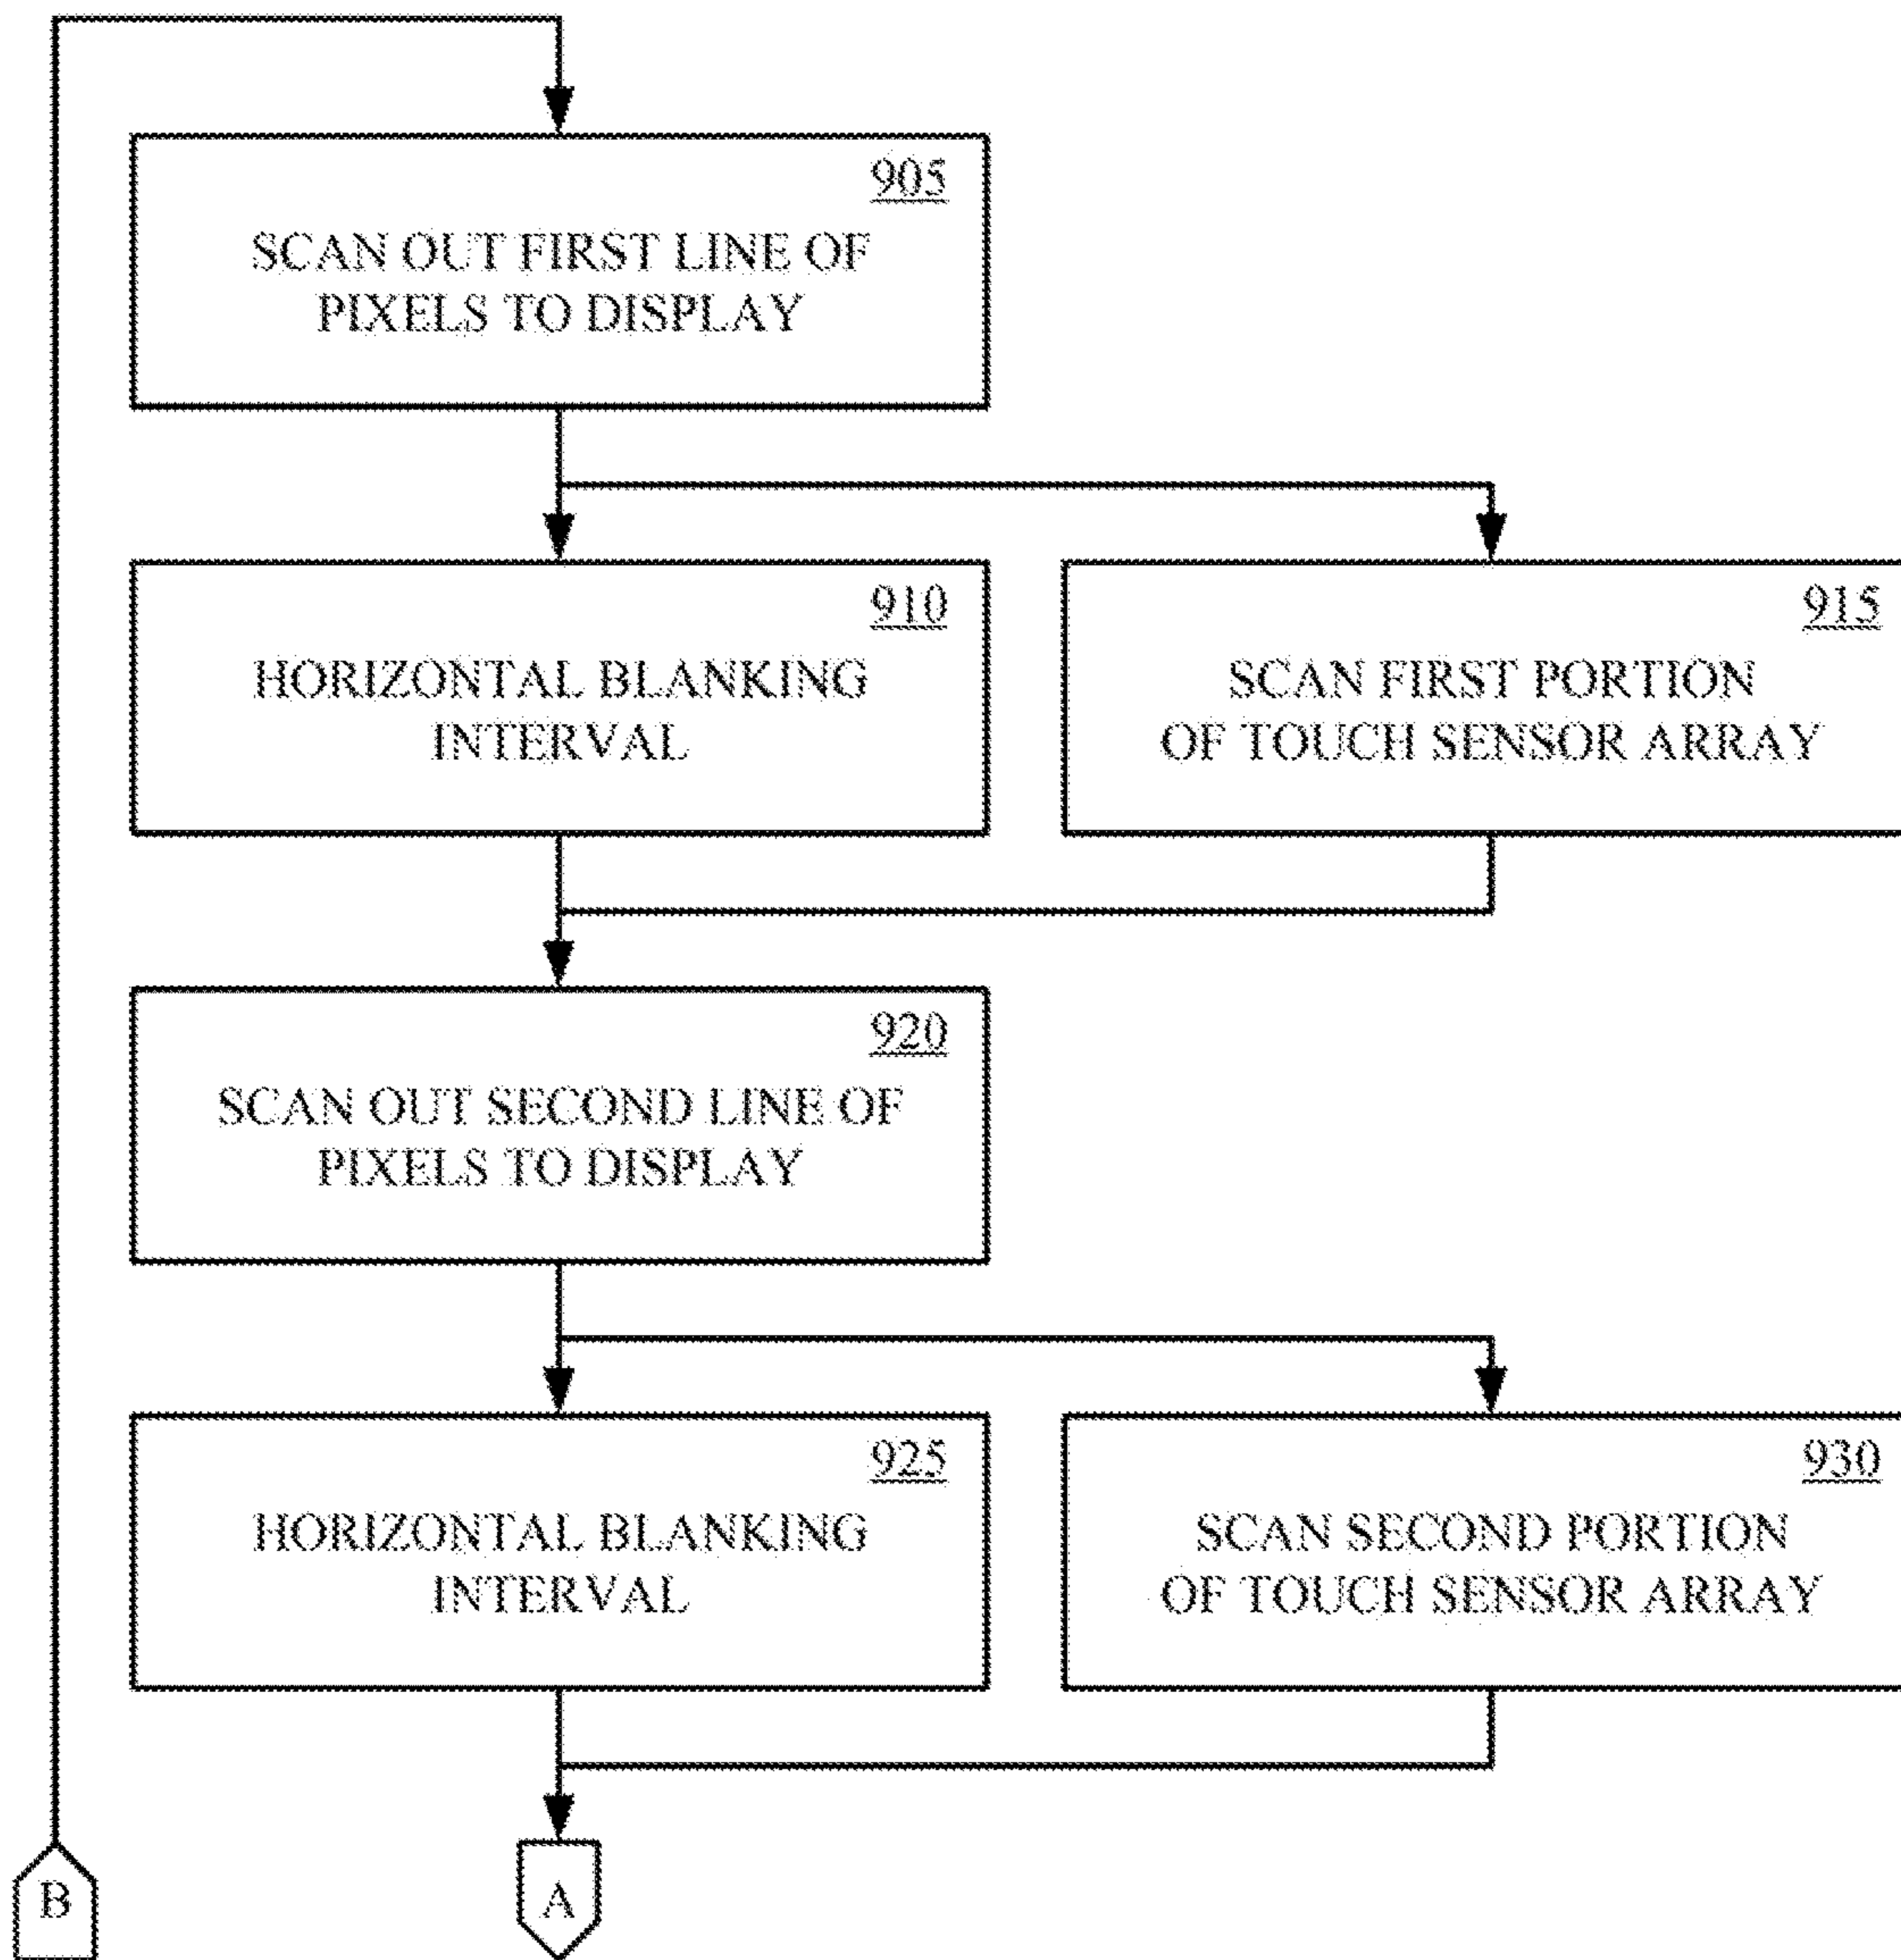 905
SCAN OUT FIRST LINE OF
PIXELS TO DISPLAY
910
HORIZONTAL BLANKING
INTERVAL
915
SCAN FIRST PORTION
OF TOUCH SENSOR ARRAY
920
SCAN OUT SECOND LINE OF
PIXELS TO DISPLAY
925
HORIZONTAL BLANKING
INTERVAL
930
SCAN SECOND PORTION
OF TOUCH SENSOR ARRAY
B
A